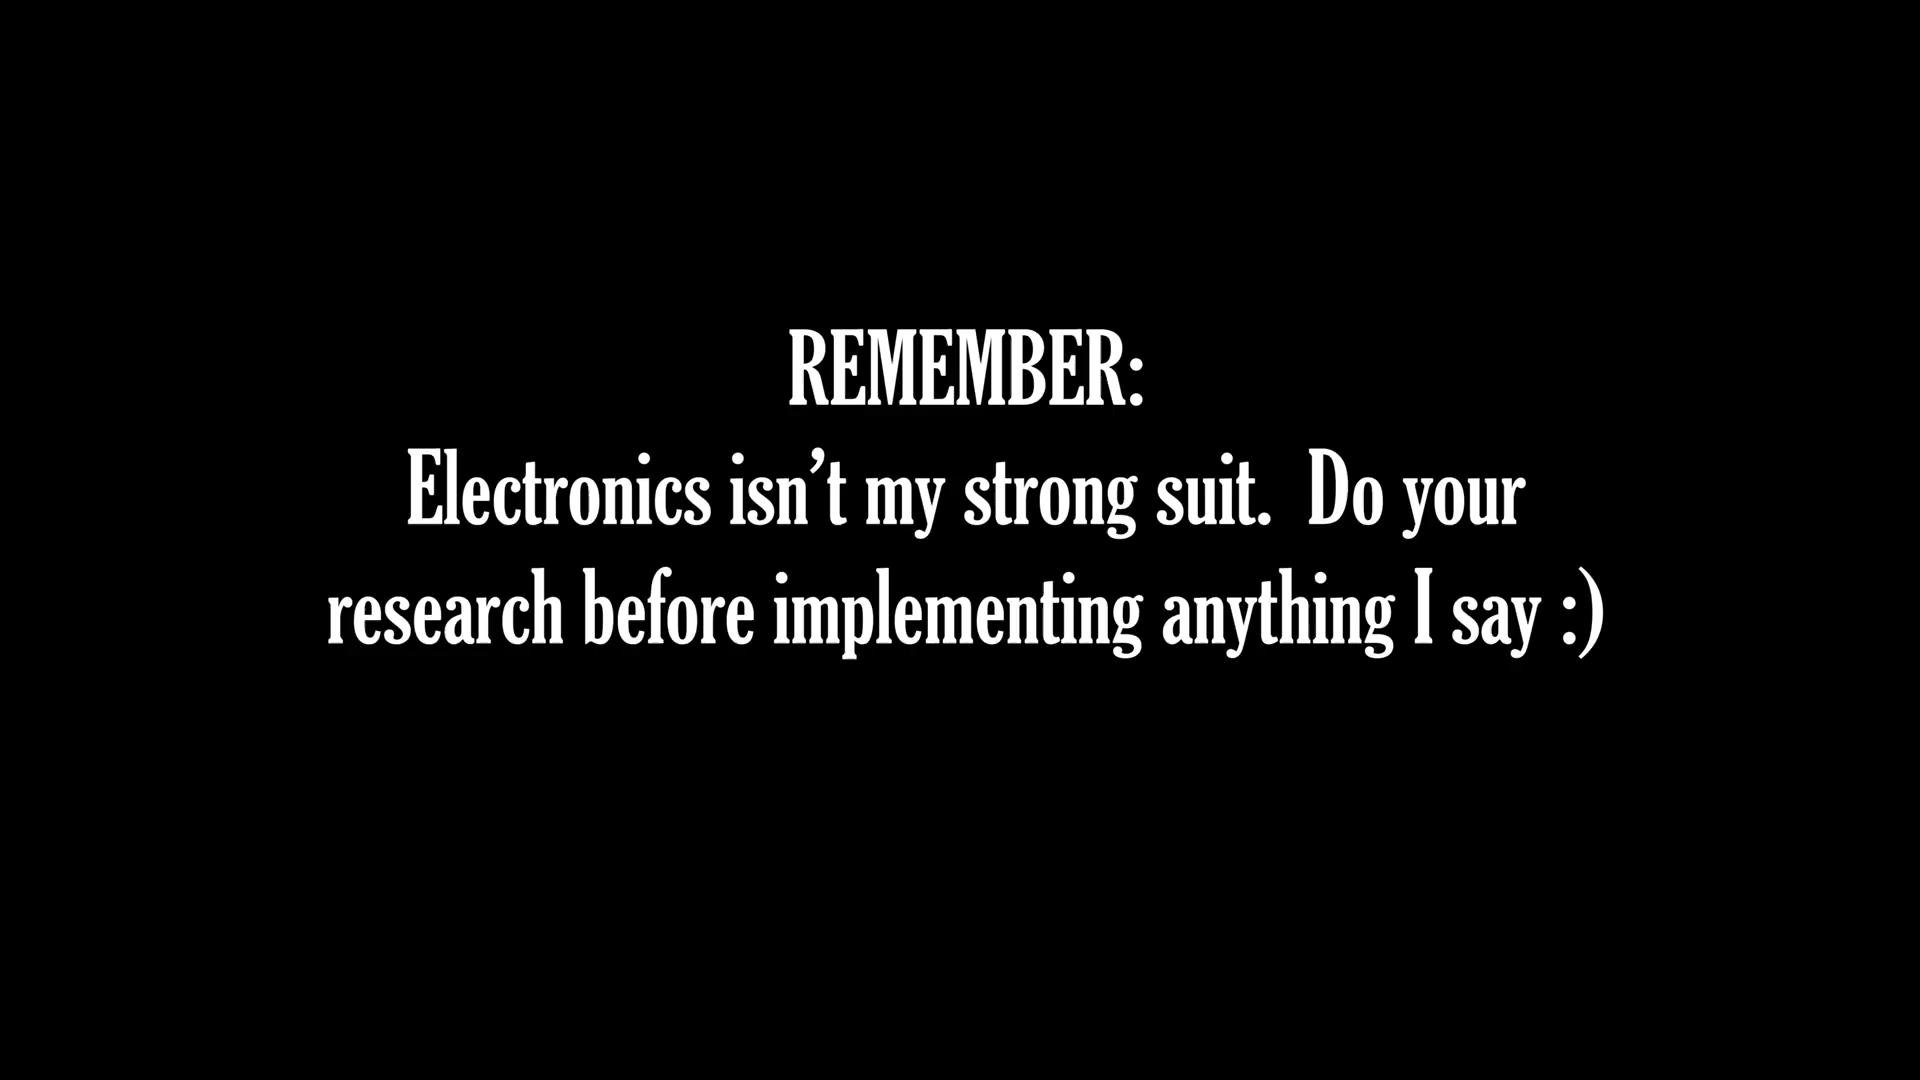 REMEMBER:
Electronics isn’t my strong suit.  Do your
research before implementing anything I say :)